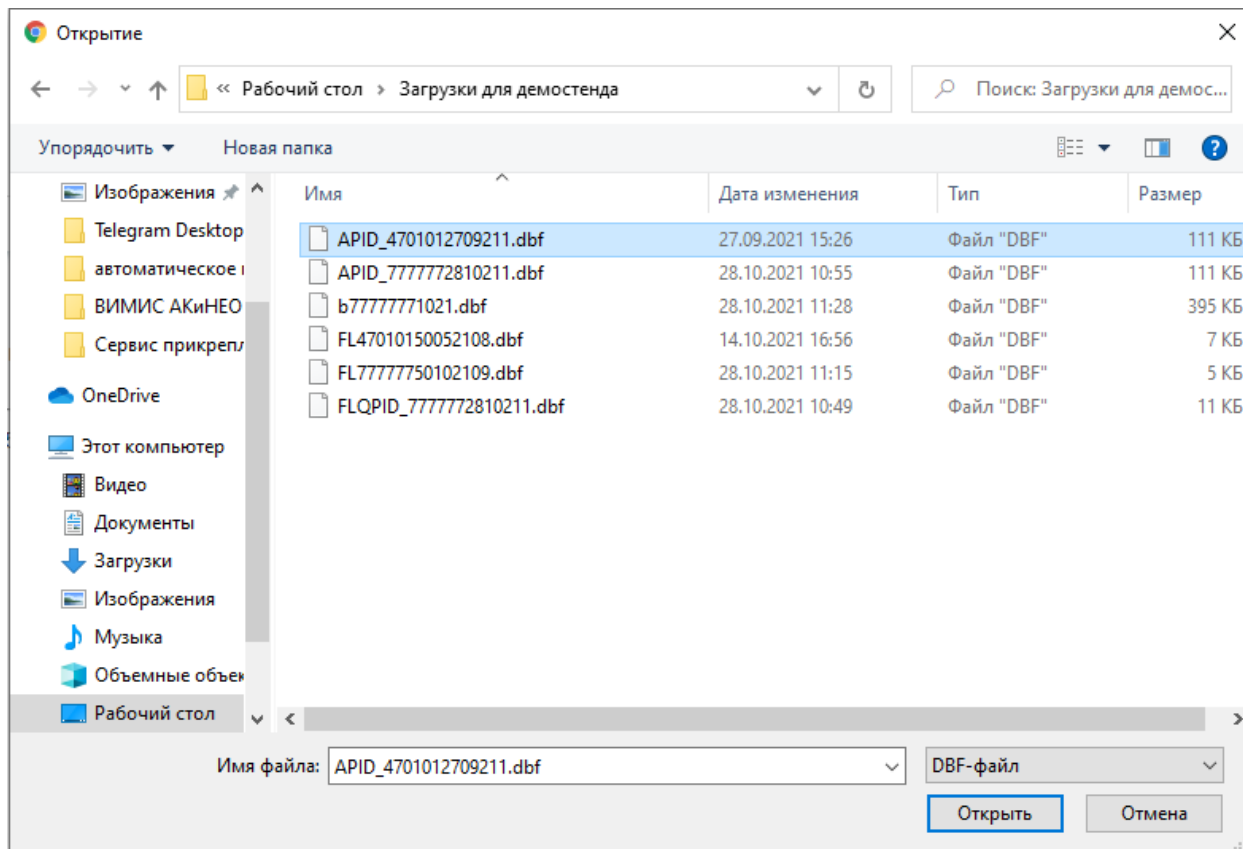 Открытие
« Рабочий стол › Загрузки для демостенда
Поиск: Загрузки для демос...
Упорядочить Новая папка
?
Изображения
Telegram Desktop
автоматическое
ВИМИС АКиНЕО
Сервис прикрепл
OneDrive
Этот компьютер
Видео
Документы
Загрузки
Изображения
Музыка
Объемные объек
Рабочий стол
Имя Дата изменения Тип Размер
APID_4701012709211.dbf 27.09.2021 15:26 Файл "DBF" 111 КБ
APID_7777772810211.dbf 28.10.2021 10:55 Файл "DBF" 111 КБ
b77777771021.dbf 28.10.2021 11:28 Файл "DBF" 395 КБ
FL47010150052108.dbf 14.10.2021 16:56 Файл "DBF" 7 КБ
FL77777750102109.dbf 28.10.2021 11:15 Файл "DBF" 5 КБ
FLQPID_7777772810211.dbf 28.10.2021 10:49 Файл "DBF" 11 КБ
Имя файла: APID_4701012709211.dbf DBF-файл
Открыть Отмена